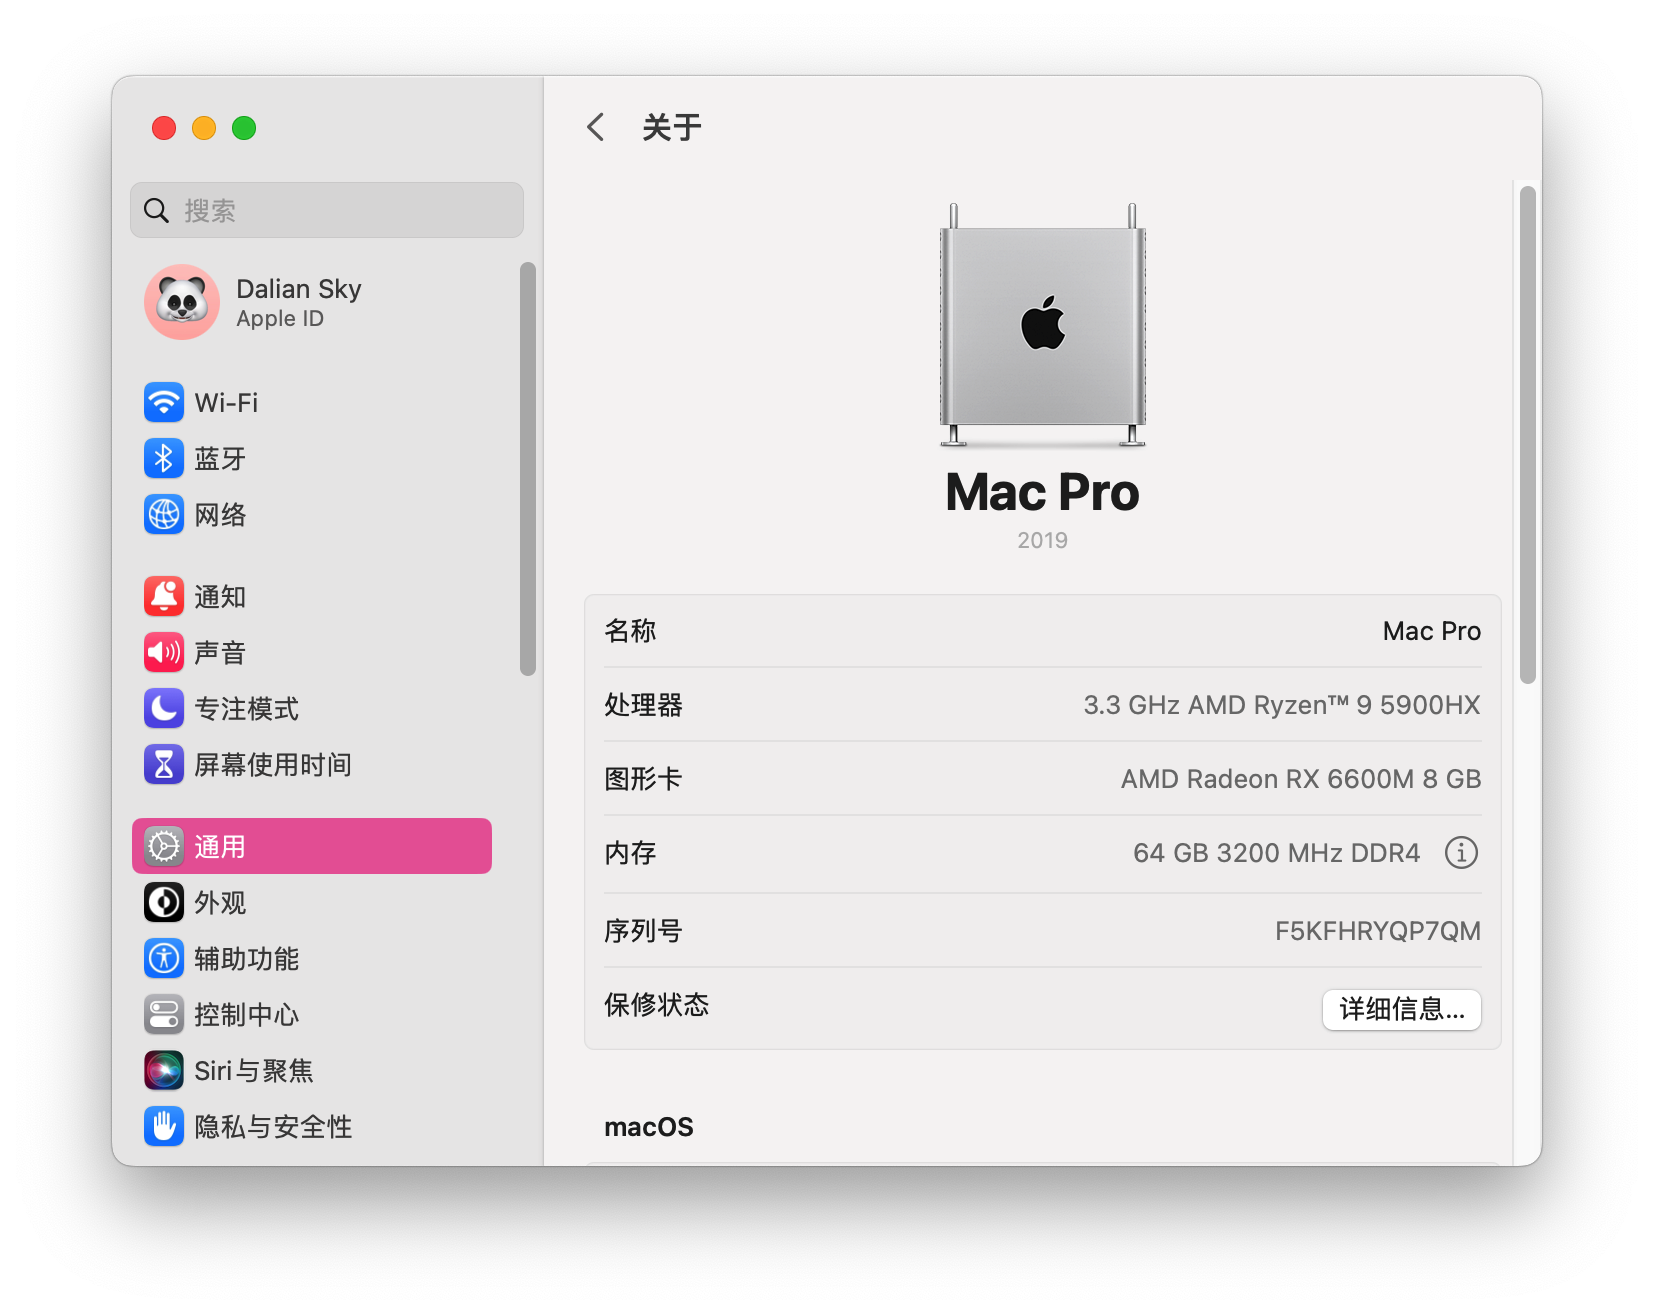 搜索
Dalian Sky
Apple ID
Wi-Fi
蓝牙
网络
通知
声音
专注模式
屏幕使用时间
通用
外观
辅助功能
控制中心
Siri与聚焦
隐私与安全性
关于
Mac Pro
2019
名称 Mac Pro
处理器 3.3 GHz AMD Ryzen™ 9 5900HX
图形卡 AMD Radeon RX 6600M 8 GB
内存 64 GB 3200 MHz DDR4
序列号 F5KFHRYQP7QM
保修状态 详细信息...
macOS